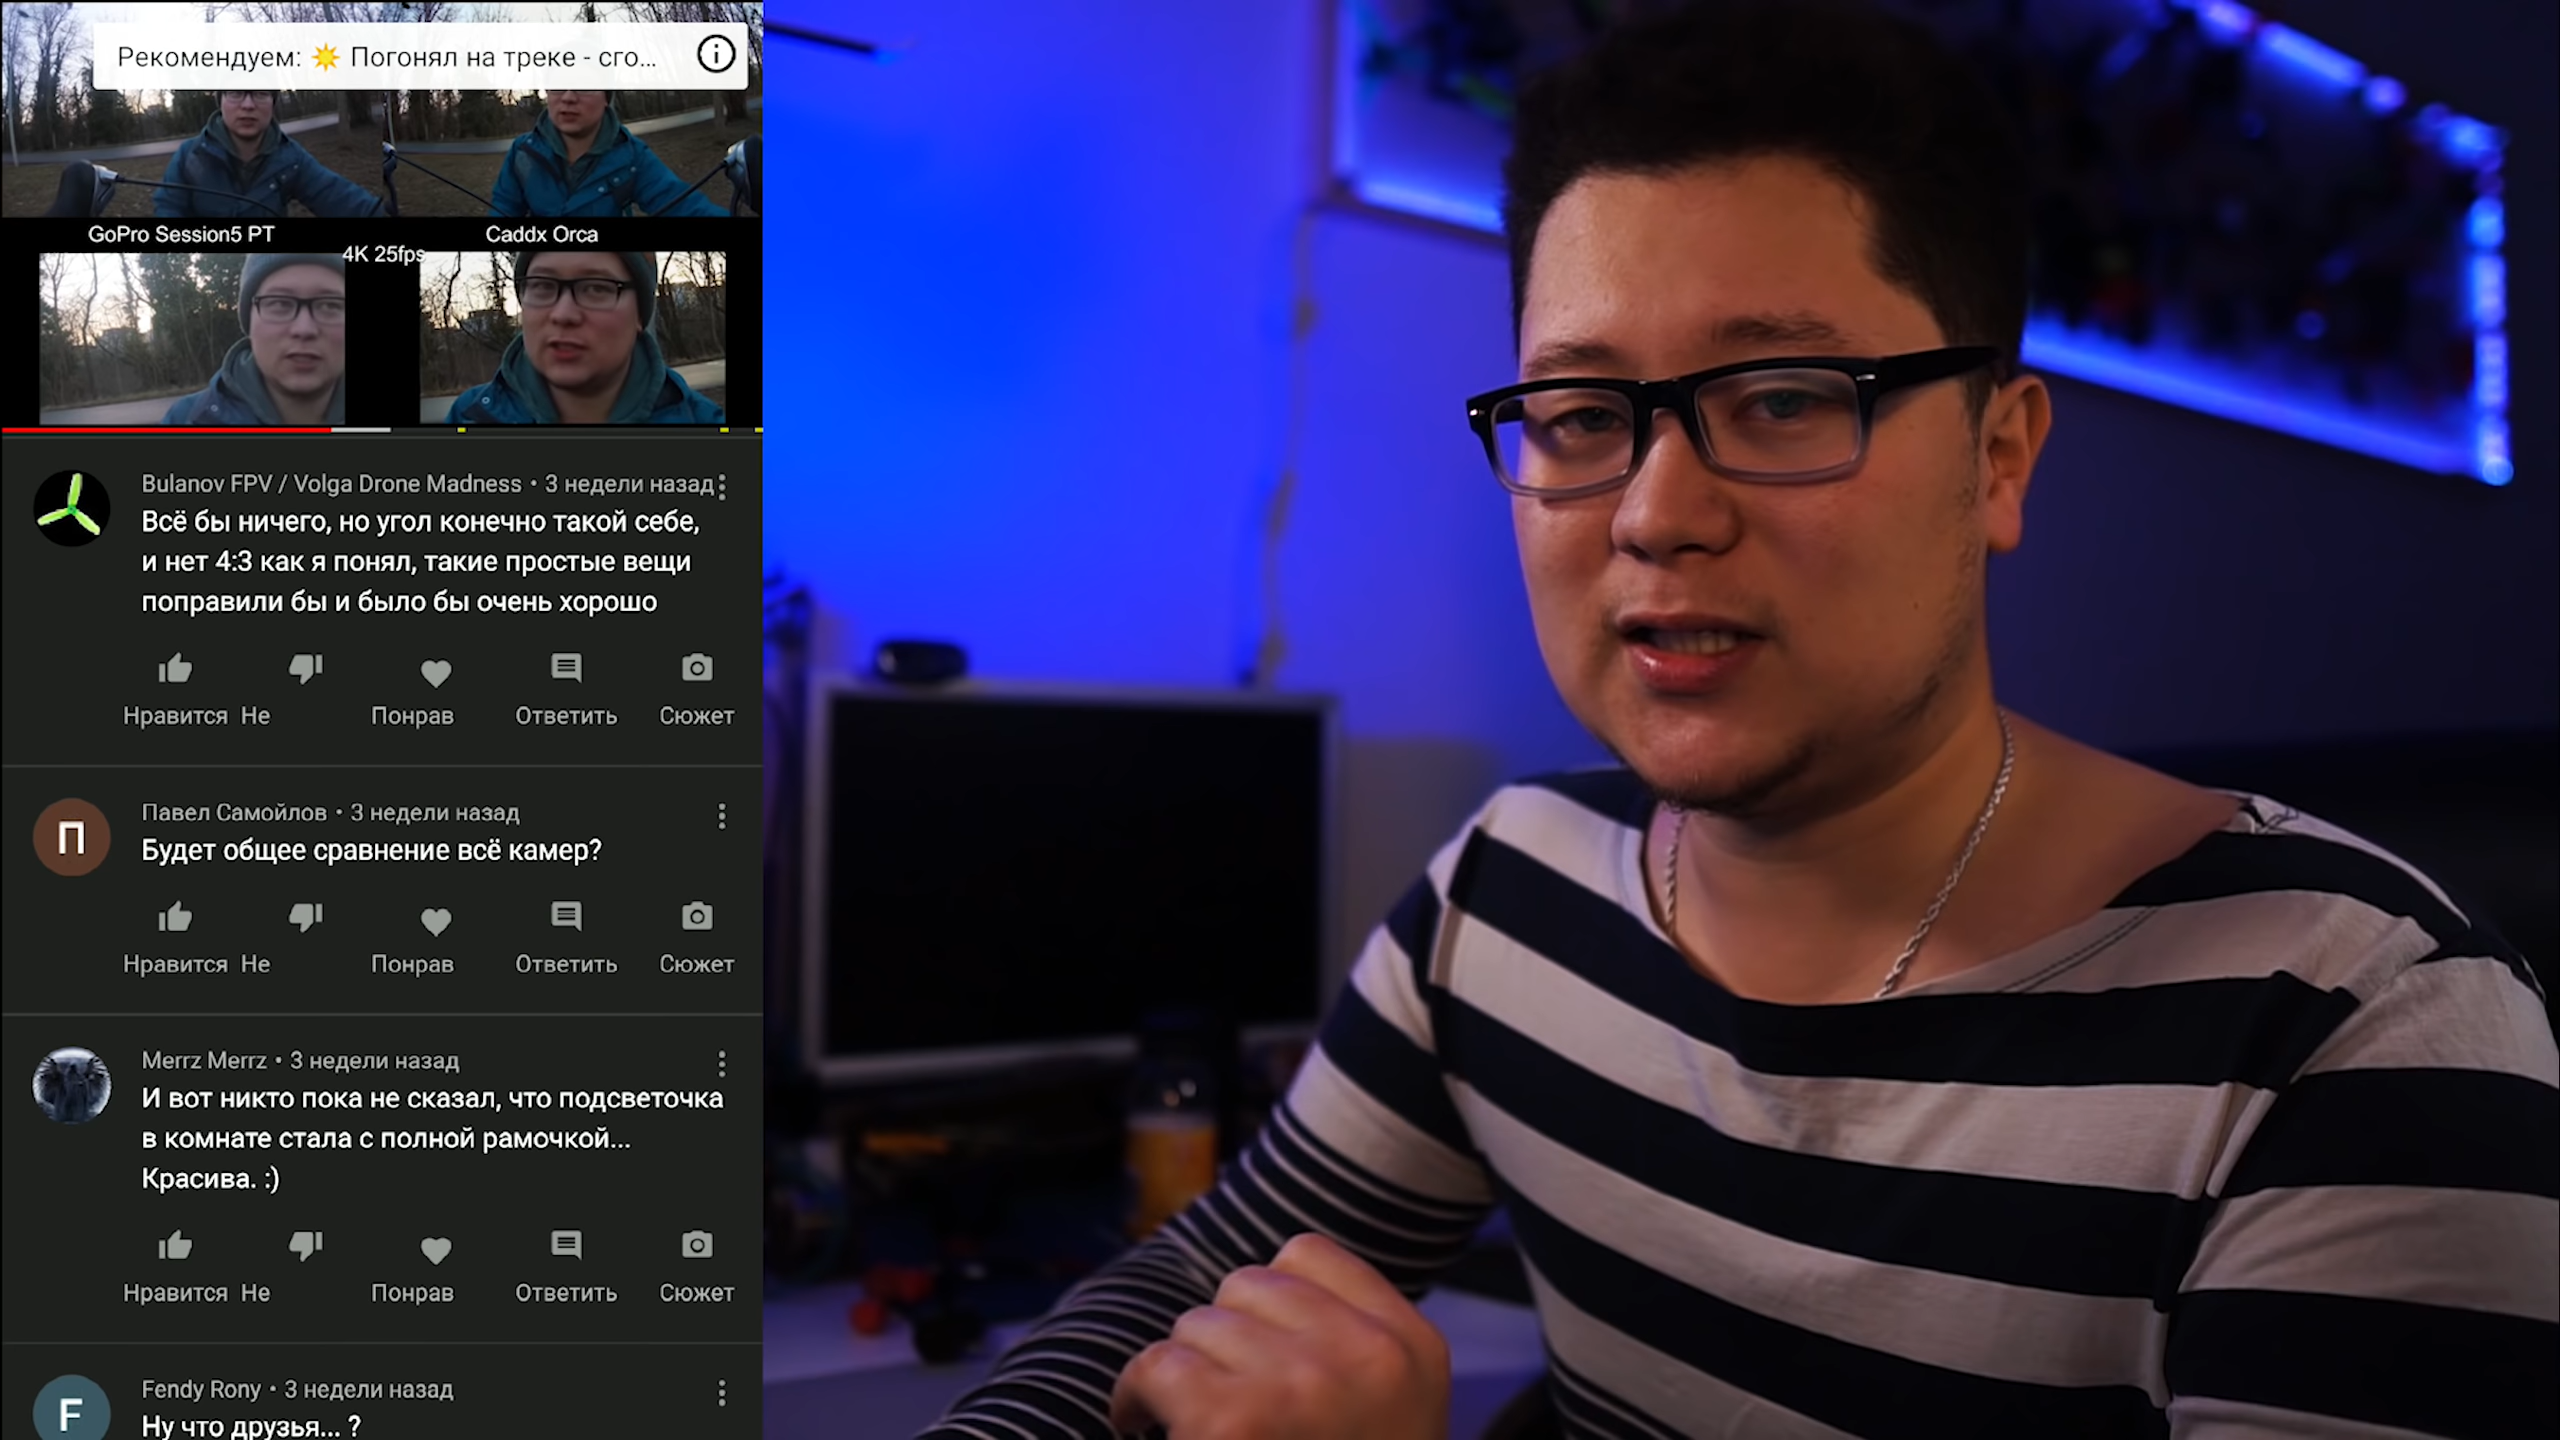 Рекомендуем: ☀️ Погонял на треке - сго...
GoPro Session5 PT
Caddx Orca
4K 25fps
Bulanov FPV / Volga Drone Madness • 3 недели назад
Всё бы ничего, но угол конечно такой себе,
и нет 4:3 как я понял, такие простые вещи
поправили бы и было бы очень хорошо
Нравится Не Понрав Ответить Сюжет
П
Павел Самойлов • 3 недели назад
Будет общее сравнение всё камер?
Нравится Не Понрав Ответить Сюжет
Merrz Merrz • 3 недели назад
И вот никто пока не сказал, что подсветочка
в комнате стала с полной рамочкой...
Красива. :)
Нравится Не Понрав Ответить Сюжет
F
Fendy Rony • 3 недели назад
Ну что друзья... ?